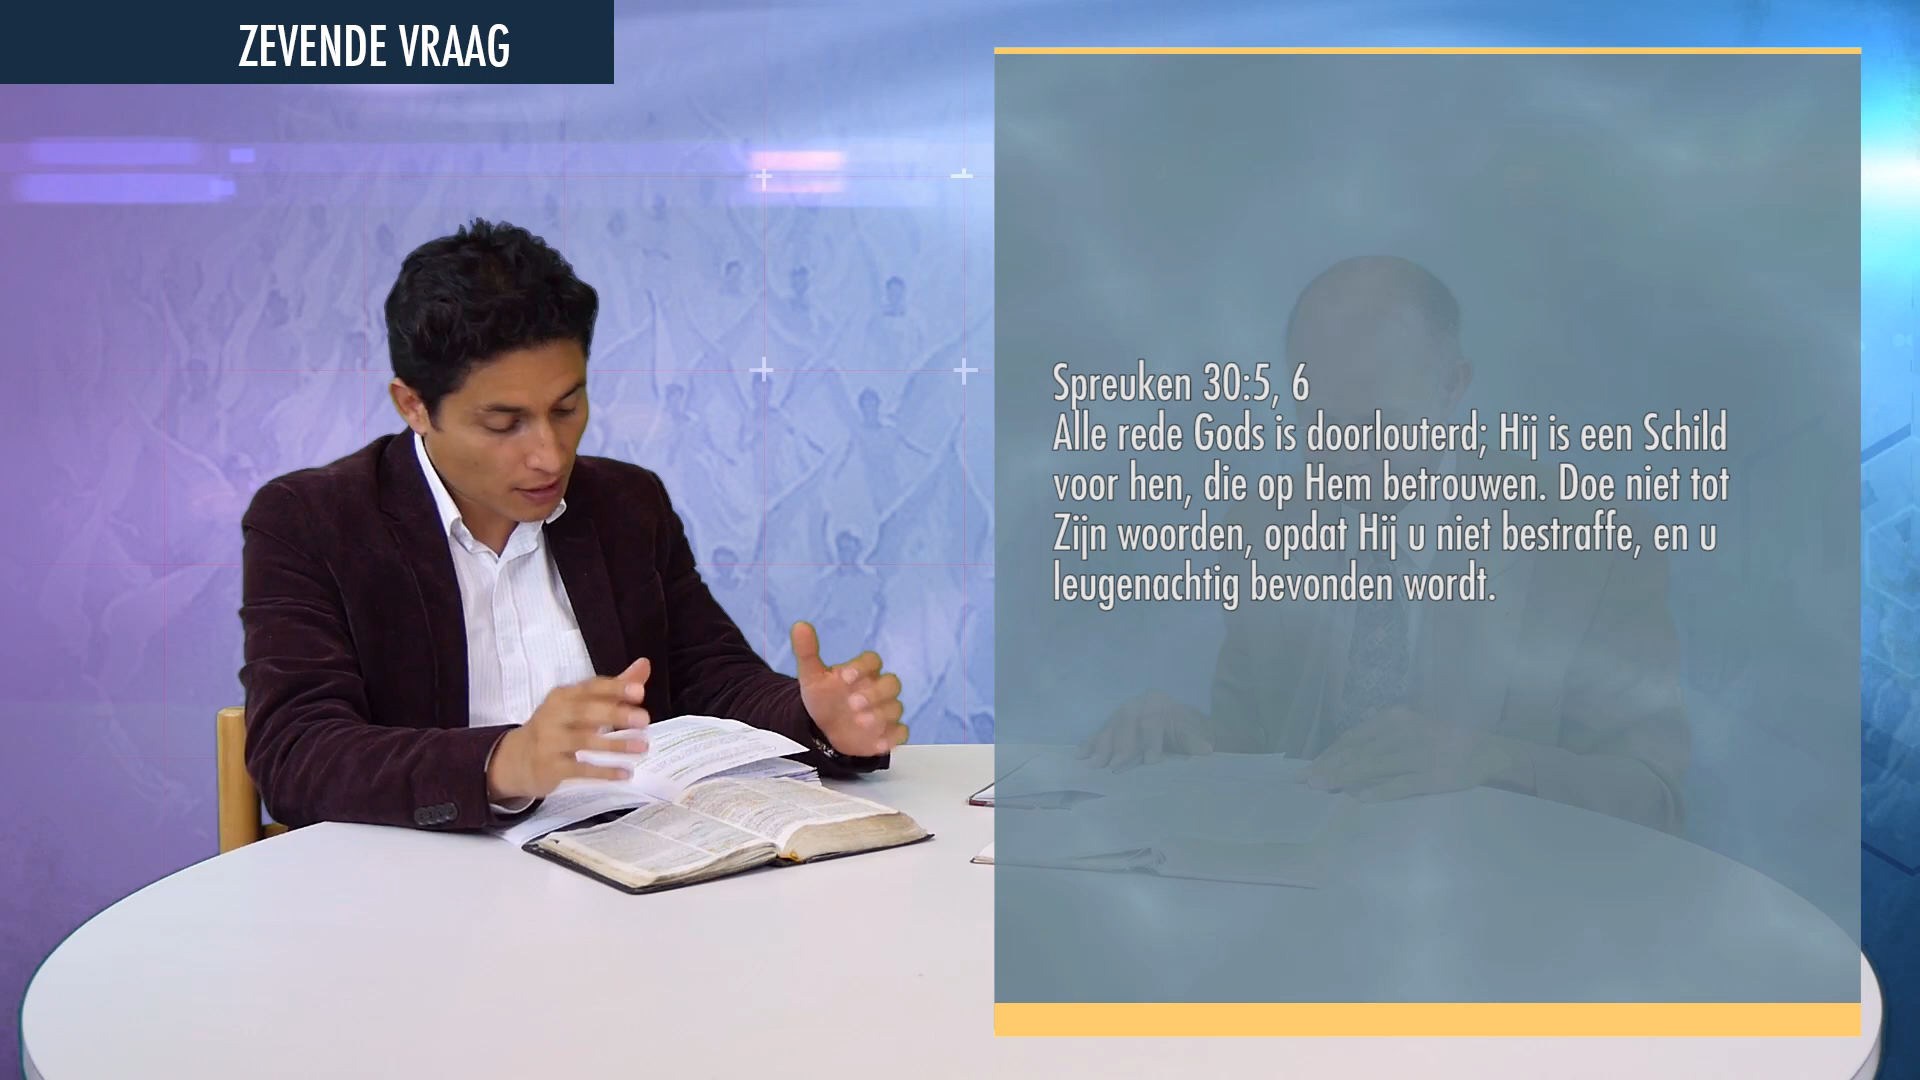 ZEVENDE VRAAG
Spreuken 30:5, 6
Alle rede Gods is doorlouterd; Hij is een Schild
voor hen, die op Hem betrouwen. Doe niet tot
Zijn woorden, opdat Hij u niet bestraffe, en u
leugenachtig bevonden wordt.